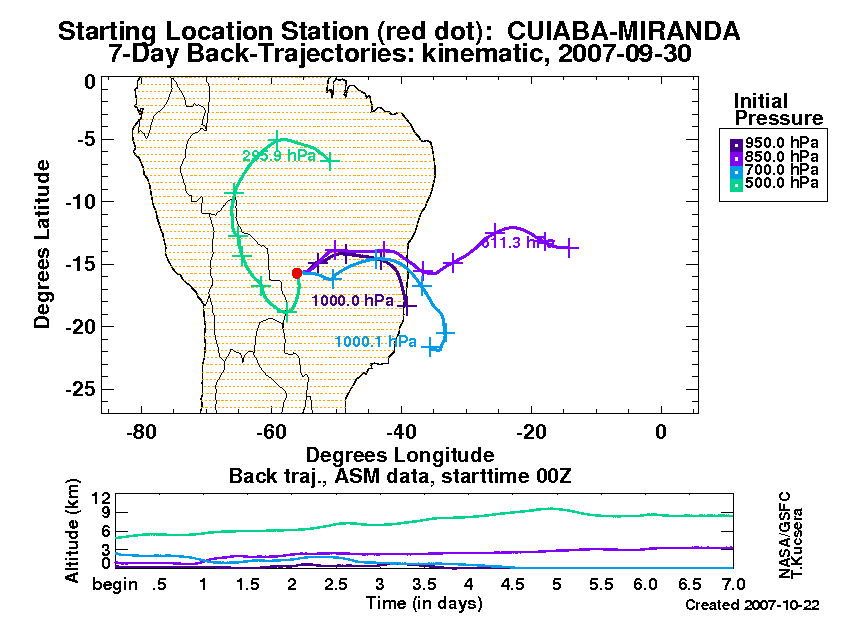 Starting Location Station (red dot):  CUIABA-MIRANDA
7-Day Back-Trajectories: kinematic, 2007-09-30
Initial
Pressure
950.0 hPa
850.0 hPa
700.0 hPa
500.0 hPa
Degrees Latitude
0
-5
-10
-15
-20
-25
295.9 hPa
611.3 hPa
1000.0 hPa
1000.1 hPa
-80 -60 -40 -20 0
Degrees Longitude
Back traj., ASM data, starttime 00Z
Altitude (km)
12
9
6
3
0
begin .5 1 1.5 2 2.5 3 3.5 4 4.5 5 5.5 6.0 6.5 7.0
Time (in days)
NASA/GSFC
T.Kucsera
Created 2007-10-22